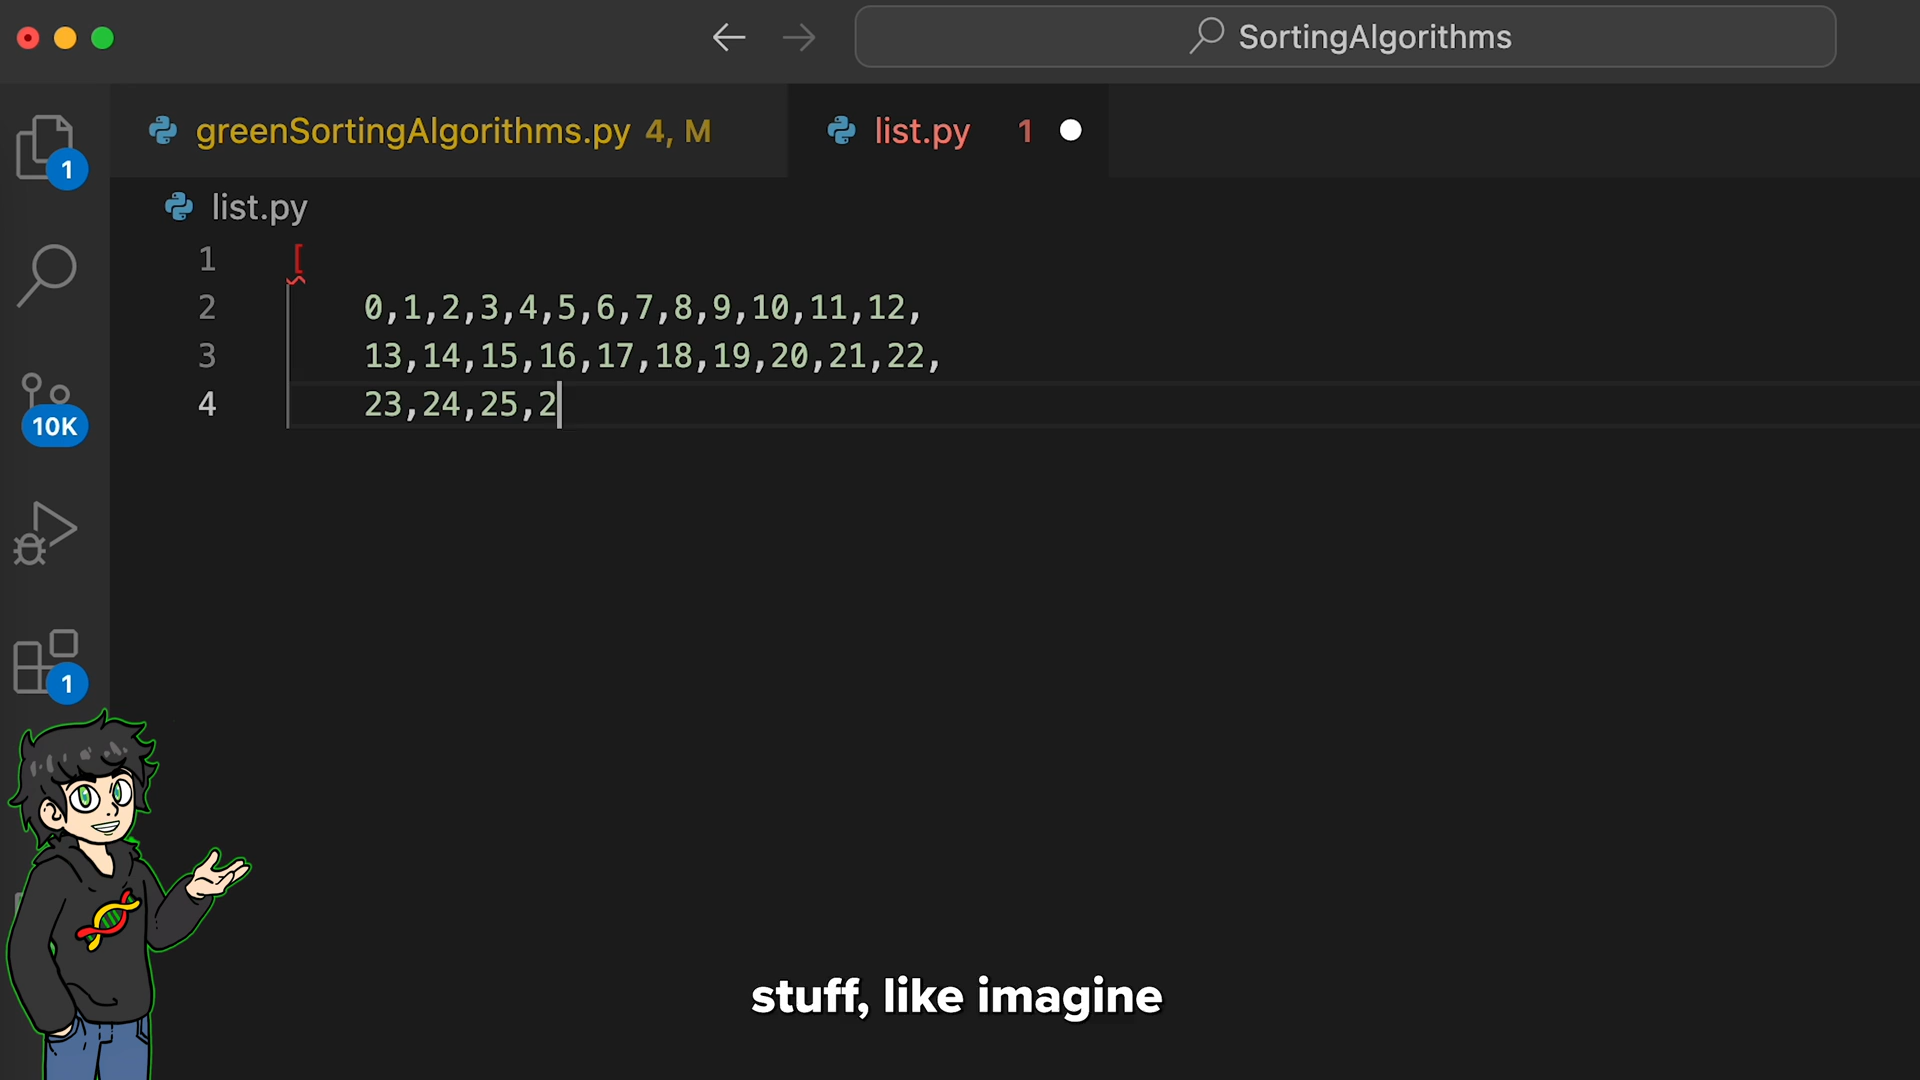 SortingAlgorithms
greenSortingAlgorithms.py 4, M
list.py 1
1
list.py
1 [
2 0,1,2,3,4,5,6,7,8,9,10,11,12,
3 13,14,15,16,17,18,19,20,21,22,
4 23,24,25,2
10K
1
stuff, like imagine